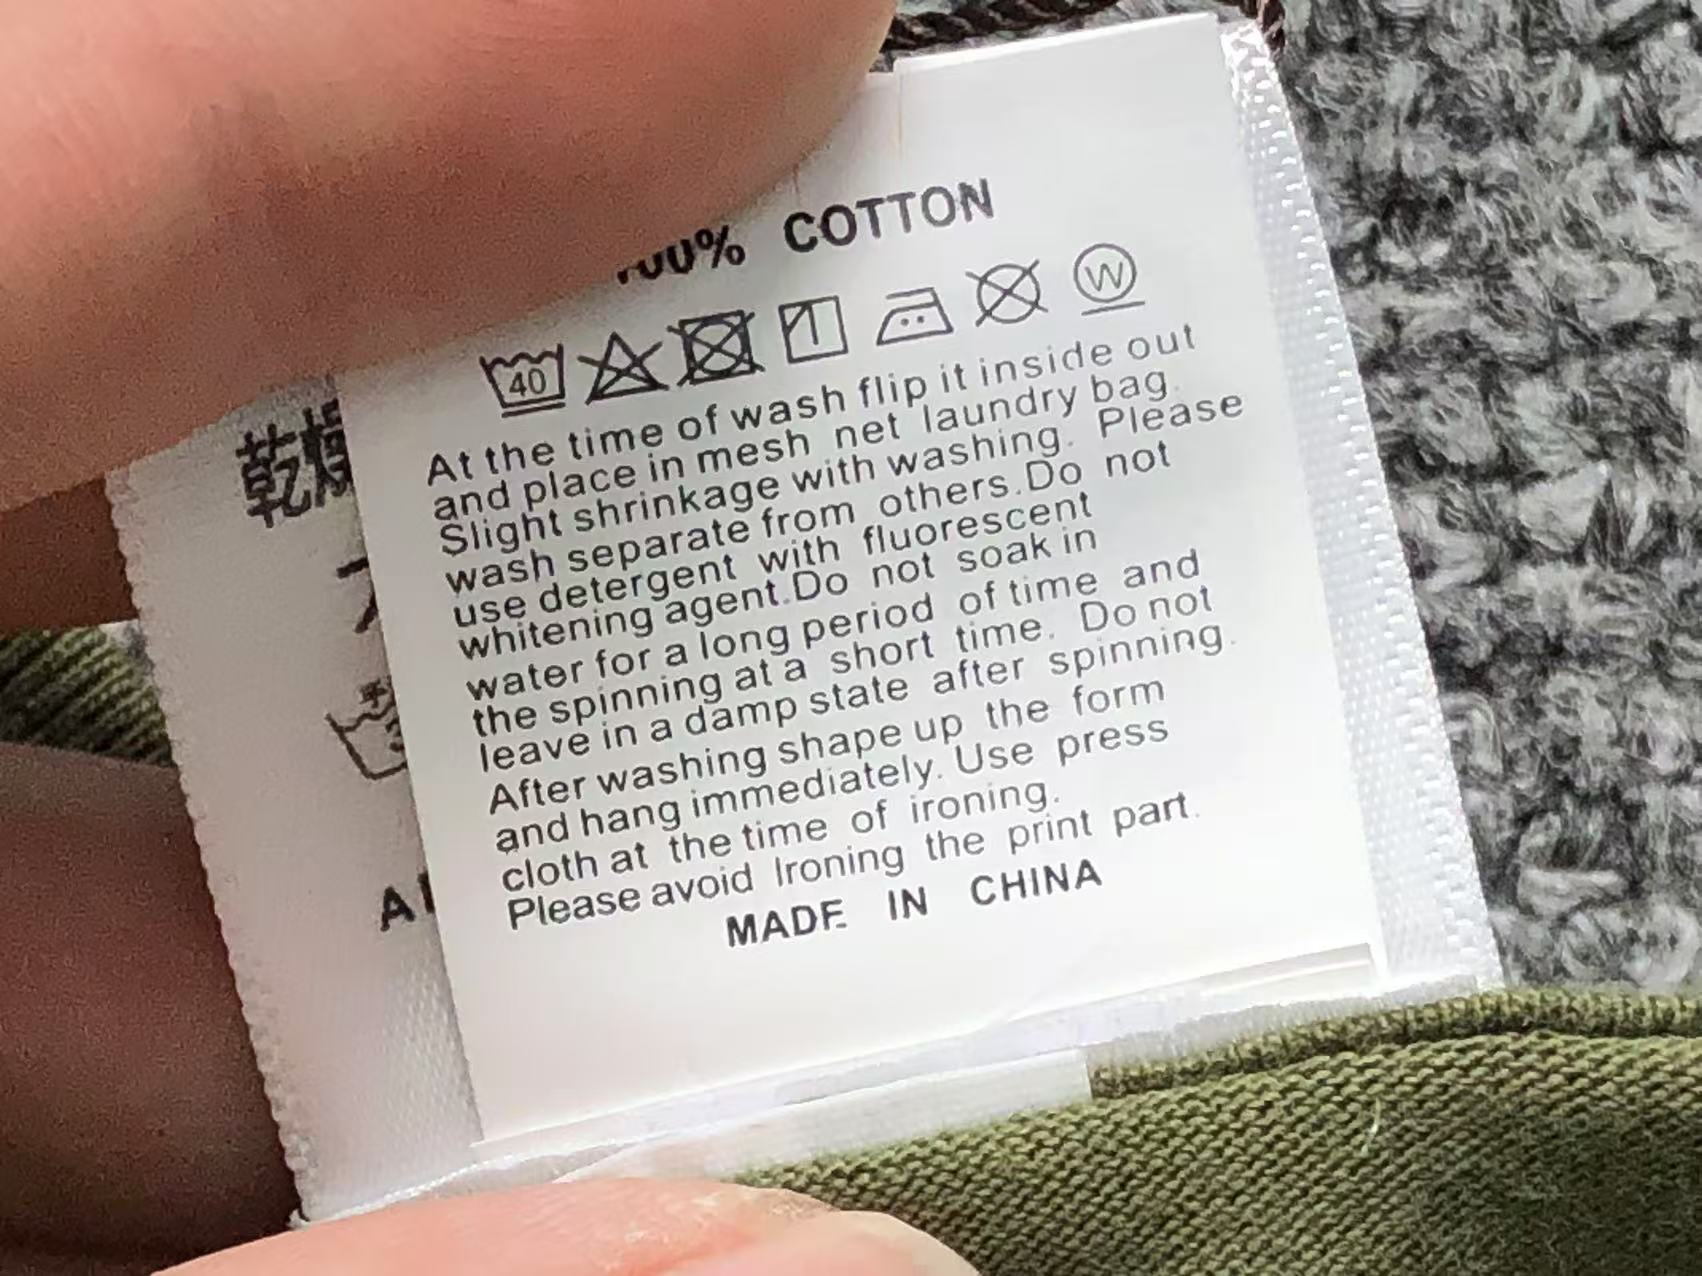 100% COTTON
40
W
At the time of wash flip it inside out
and place in mesh net laundry bag.
Slight shrinkage with washing. Please
wash separate from others.Do not
use detergent with fluorescent
whitening agent.Do not soak in
water for a long period of time and
the spinning at a short time. Do not
leave in a damp state after spinning.
After washing shape up the form
and hang immediately. Use press
cloth at the time of ironing.
Please avoid Ironing the print part.
MADE IN CHINA
乾燥